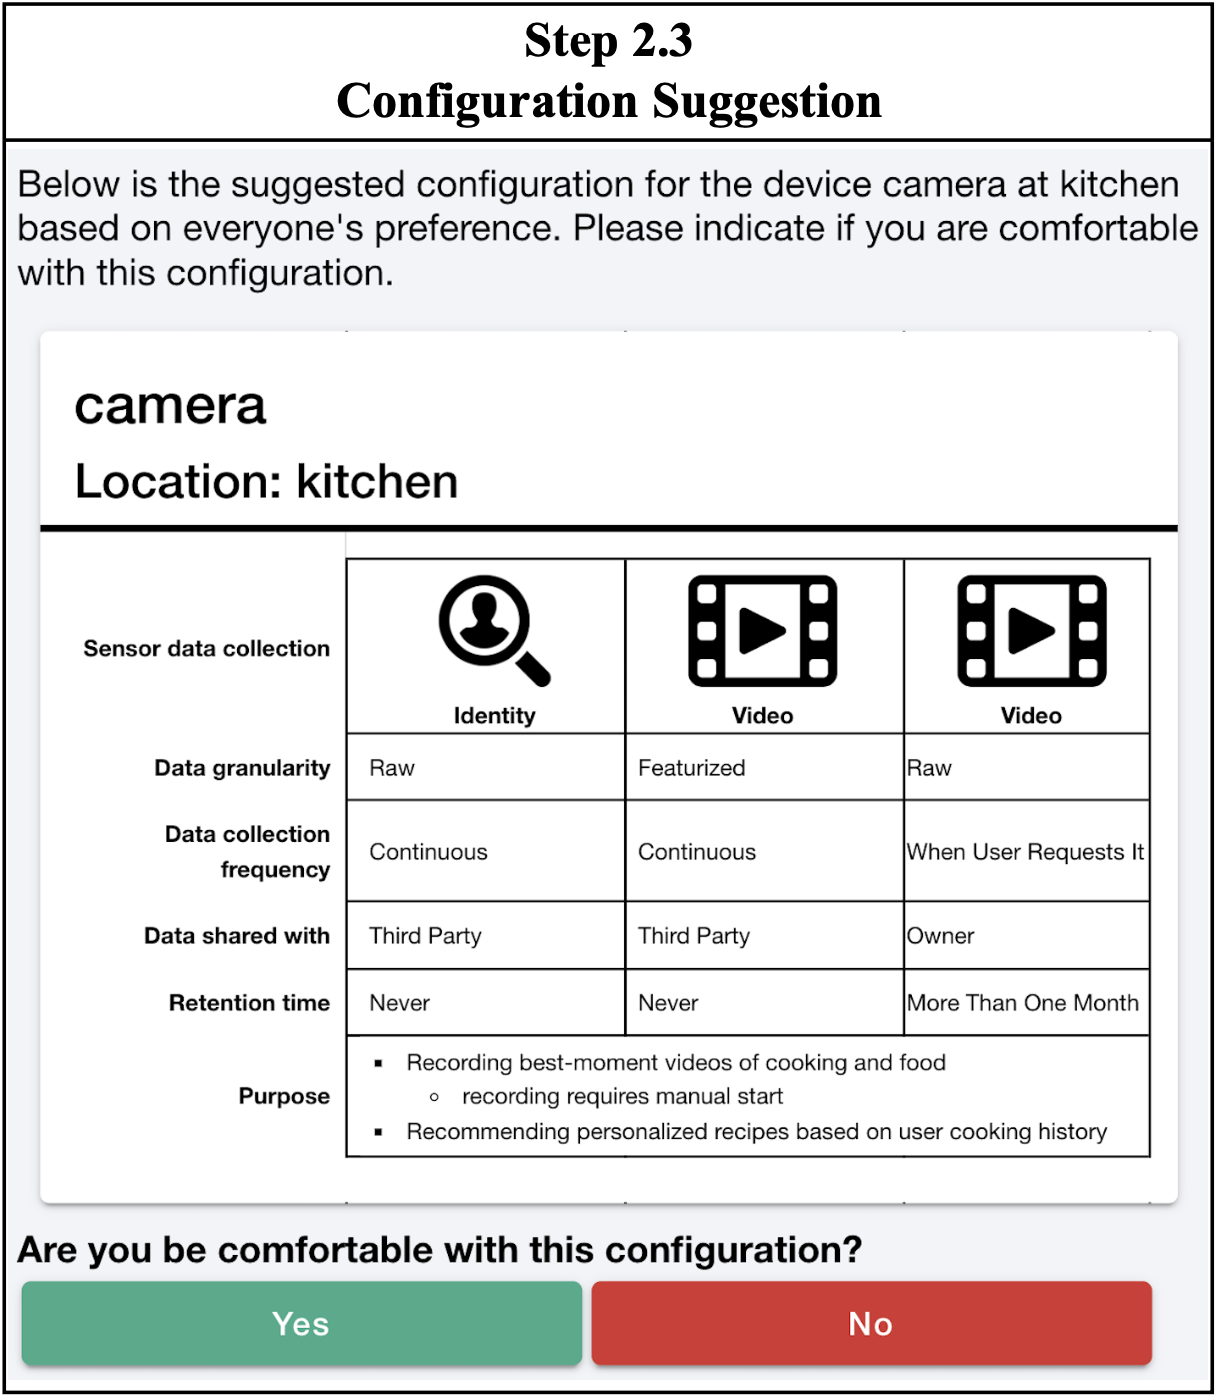 Step 2.3
Configuration Suggestion
Below is the suggested configuration for the device camera at kitchen
based on everyone's preference. Please indicate if you are comfortable
with this configuration.
camera
Location: kitchen
Sensor data collection
Identity
Video
Video
Data granularity
Raw
Featurized
Raw
Data collection
frequency
Continuous
Continuous
When User Requests It
Data shared with
Third Party
Third Party
Owner
Retention time
Never
Never
More Than One Month
Purpose
▪ Recording best-moment videos of cooking and food
○ recording requires manual start
▪ Recommending personalized recipes based on user cooking history
Are you be comfortable with this configuration?
Yes
No